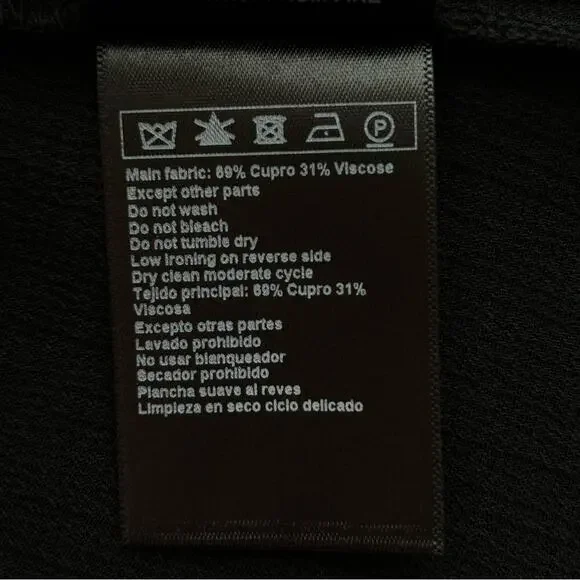 P
Main fabric: 69% Cupro 31% Viscose
Except other parts
Do not wash
Do not bleach
Do not tumble dry
Low ironing on reverse side
Dry clean moderate cycle
Tejido principal: 69% Cupro 31%
Viscosa
Excepto otras partes
Lavado prohibido
No usar blanqueador
Secador prohibido
Plancha suave al reves
Limpieza en seco ciclo delicado